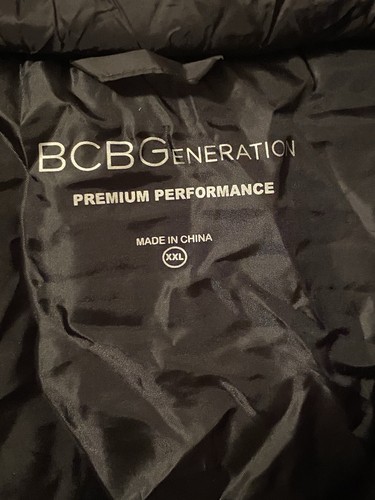 BCBGENERATION
PREMIUM PERFORMANCE
MADE IN CHINA
XXL